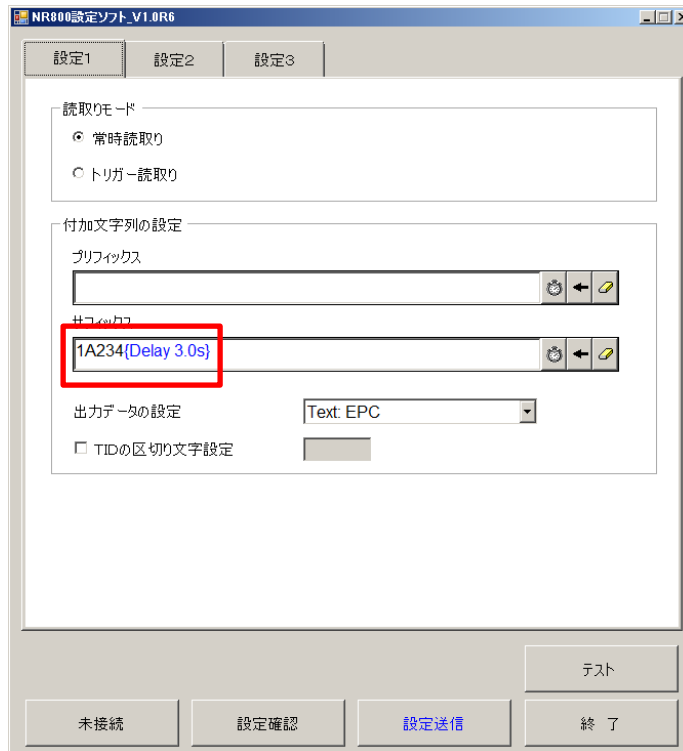 NR800設定ソフト_V1.0R6
設定1 設定2 設定3
読取りモード
常時読取り
トリガー読取り
付加文字列の設定
プリフィックス
サフィックス
1A234{Delay 3.0s}
出力データの設定 Text: EPC
TIDの区切り文字設定
テスト
未接続 設定確認 設定送信 終 了